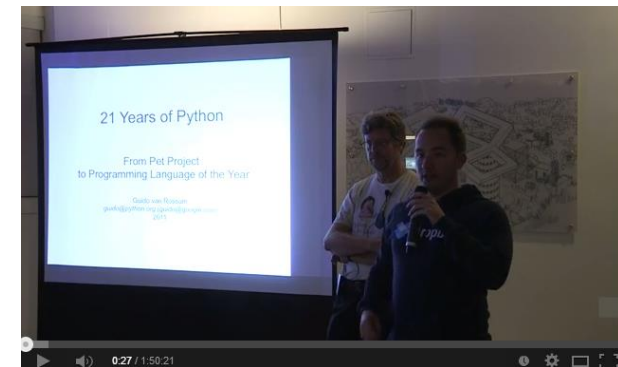 21 Years of Python
From Pet Project
to Programming Language of the Year
Guido van Rossum
2011
0:27 / 1:50:21